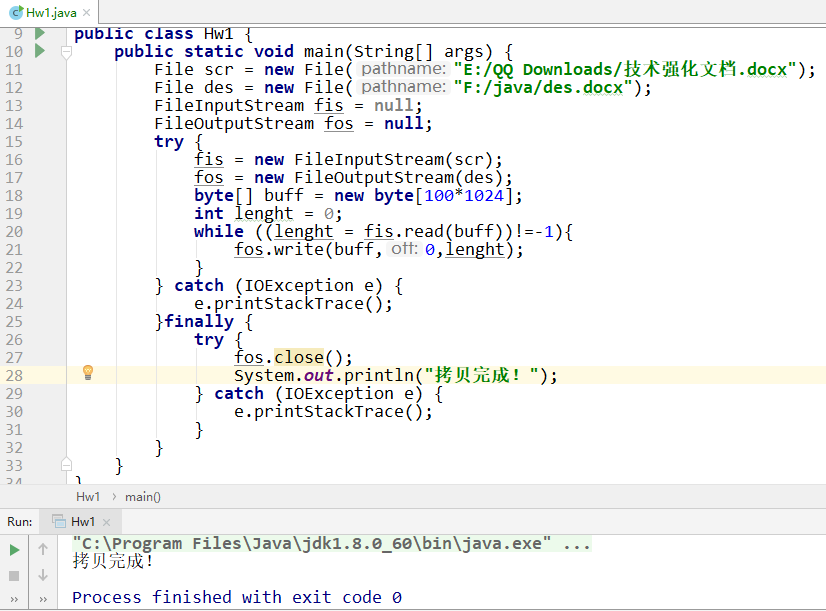 Hw1.java
9 public class Hw1 {
10 public static void main(String[] args) {
11 File scr = new File( pathname: "E:/QQ Downloads/技术强化文档.docx");
12 File des = new File( pathname: "F:/java/des.docx");
13 FileInputStream fis = null;
14 FileOutputStream fos = null;
15 try {
16 fis = new FileInputStream(scr);
17 fos = new FileOutputStream(des);
18 byte[] buff = new byte[100*1024];
19 int lenght = 0;
20 while ((lenght = fis.read(buff))!=-1){
21 fos.write(buff, off: 0,lenght);
22 }
23 } catch (IOException e) {
24 e.printStackTrace();
25 }finally {
26 try {
27 fos.close();
28 System.out.println("拷贝完成！");
29 } catch (IOException e) {
30 e.printStackTrace();
31 }
32 }
33 }
34 }
Hw1 › main()
Run: Hw1
"C:\Program Files\Java\jdk1.8.0_60\bin\java.exe" ...
拷贝完成！
Process finished with exit code 0